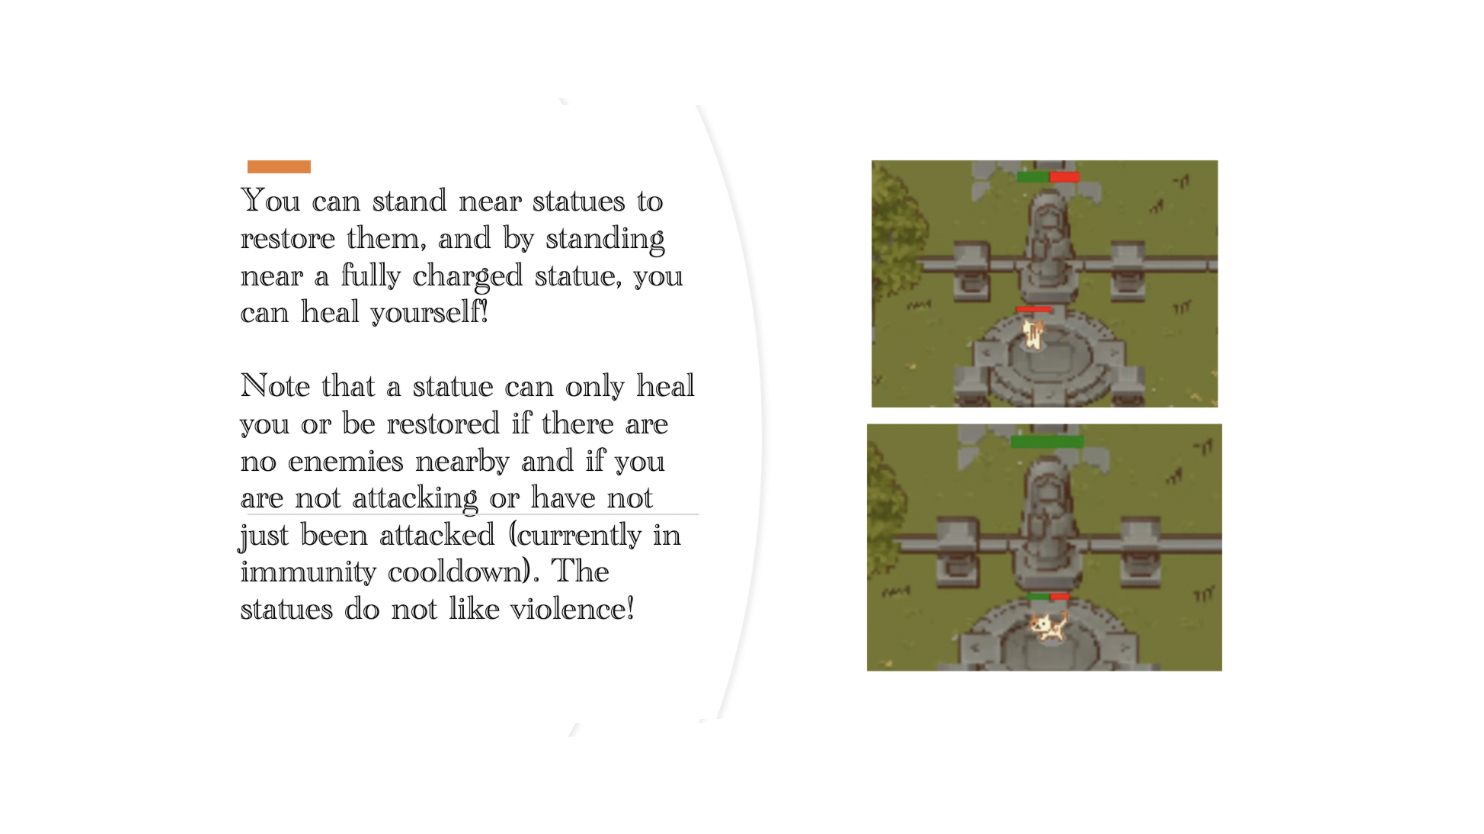 You can stand near statues to
restore them, and by standing
near a fully charged statue, you
can heal yourself!
Note that a statue can only heal
you or be restored if there are
no enemies nearby and if you
are not attacking or have not
just been attacked (currently in
immunity cooldown). The
statues do not like violence!